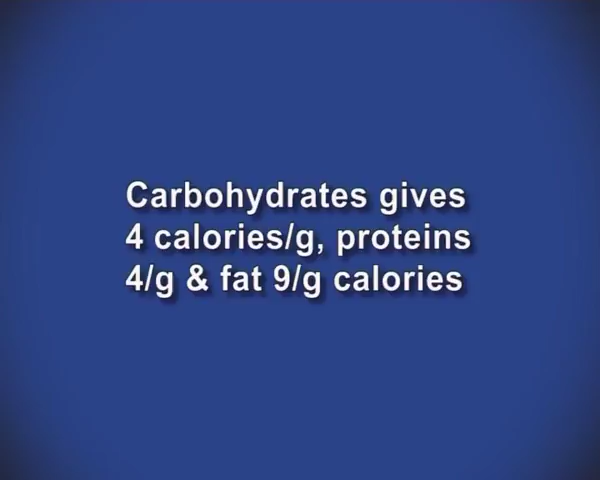 Carbohydrates gives
4 calories/g, proteins
4/g & fat 9/g calories